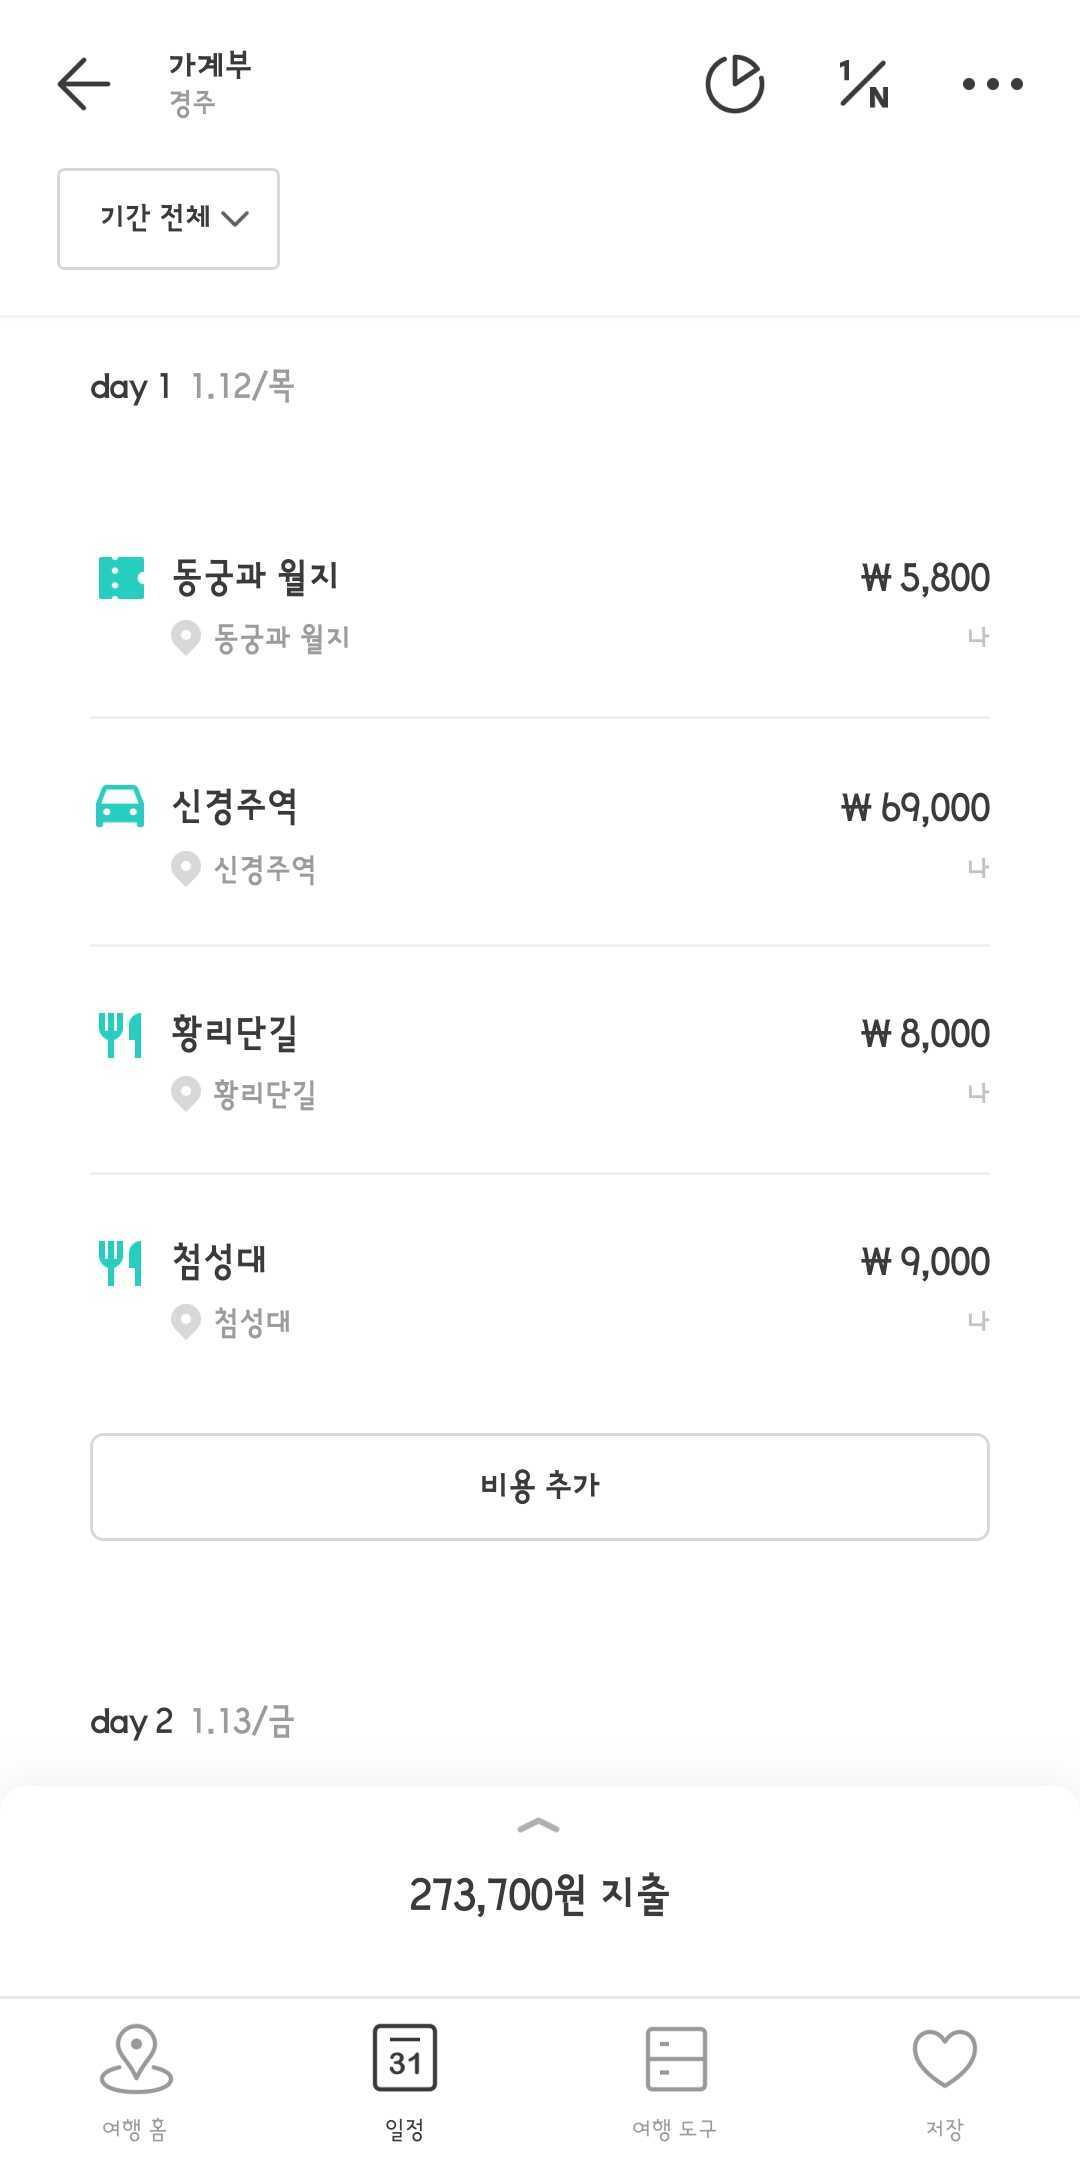 가계부
경주
1/N
기간 전체
day 1 1.12/목
동궁과 월지 ₩ 5,800
동궁과 월지 나
신경주역 ₩ 69,000
신경주역 나
황리단길 ₩ 8,000
황리단길 나
첨성대 ₩ 9,000
첨성대 나
비용 추가
day 2 1.13/금
273,700원 지출
31
여행 홈 일정 여행 도구 저장